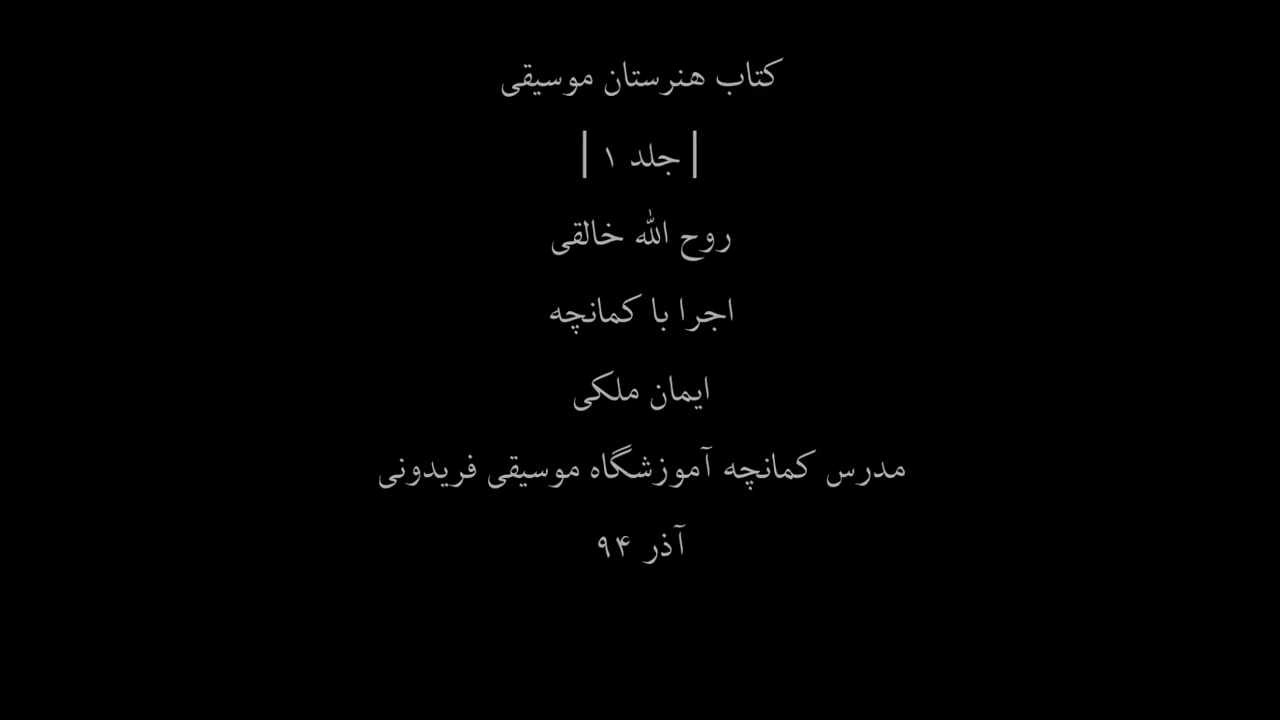 کتاب هنرستان موسیقی
| جلد ۱ |
روح الله خالقی
اجرا با کمانچه
ایمان ملکی
مدرس کمانچه آموزشگاه موسیقی فریدونی
آذر ۹۴